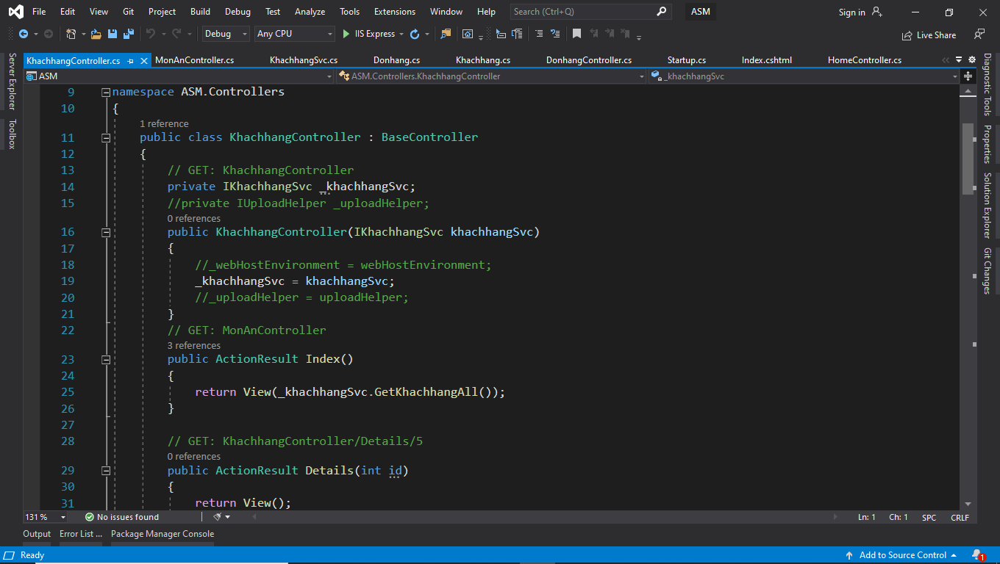 File Edit View Git Project Build Debug Test Analyze Tools Extensions Window Help Search (Ctrl+Q) ASM Sign in
Debug Any CPU IIS Express Live Share
KhachhangController.cs MonAnController.cs KhachhangSvc.cs Donhang.cs Khachhang.cs DonhangController.cs Startup.cs Index.cshtml HomeController.cs
ASM ASM.Controllers.KhachhangController _khachhangSvc
Server Explorer
Toolbox
9 namespace ASM.Controllers
10 {
1 reference
11 public class KhachhangController : BaseController
12 {
13 // GET: KhachhangController
14 private IKhachhangSvc _khachhangSvc;
15 //private IUploadHelper _uploadHelper;
0 references
16 public KhachhangController(IKhachhangSvc khachhangSvc)
17 {
18 //_webHostEnvironment = webHostEnvironment;
19 _khachhangSvc = khachhangSvc;
20 //_uploadHelper = uploadHelper;
21 }
22 // GET: MonAnController
3 references
23 public ActionResult Index()
24 {
25 return View(_khachhangSvc.GetKhachhangAll());
26 }
27
28 // GET: KhachhangController/Details/5
0 references
29 public ActionResult Details(int id)
30 {
31 return View();
Diagnostic Tools
Properties
Solution Explorer
Git Changes
131 % No issues found Ln: 1 Ch: 1 SPC CRLF
Output Error List ... Package Manager Console
Ready Add to Source Control 1